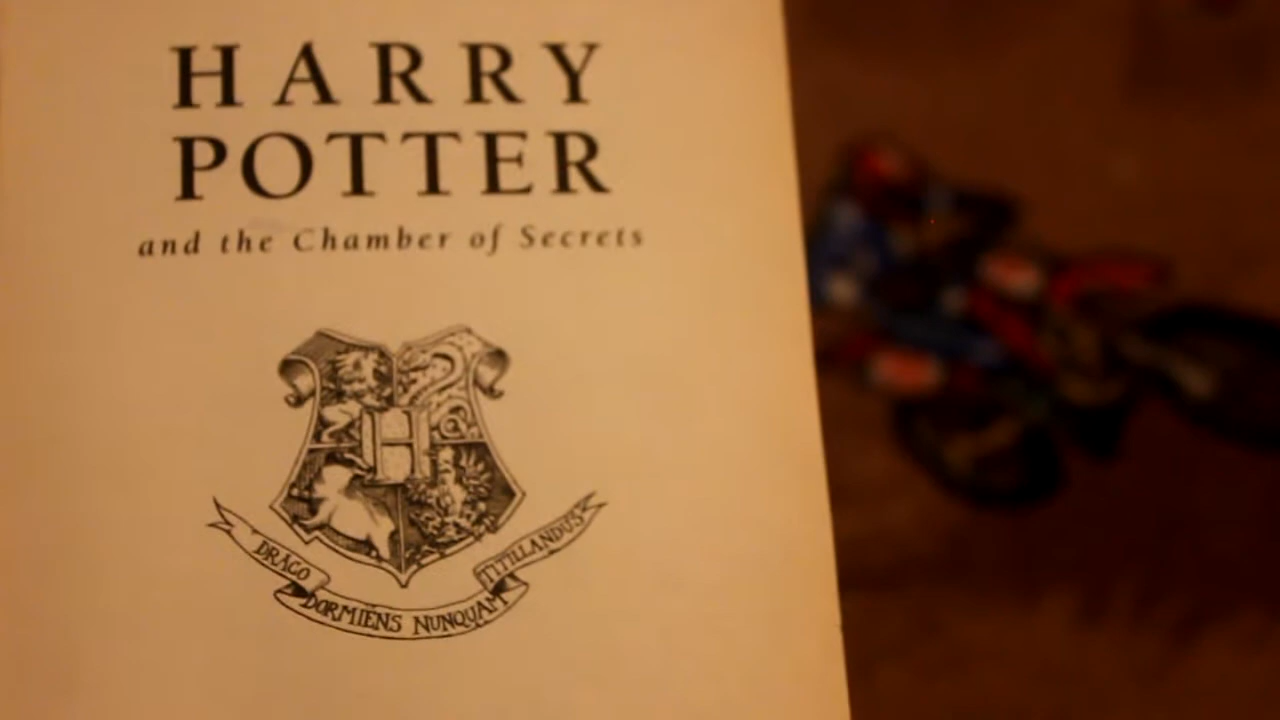 HARRY
POTTER
and the Chamber of Secrets
H
DRACO
DORMIENS NUNQUAM
TITILLANDUS